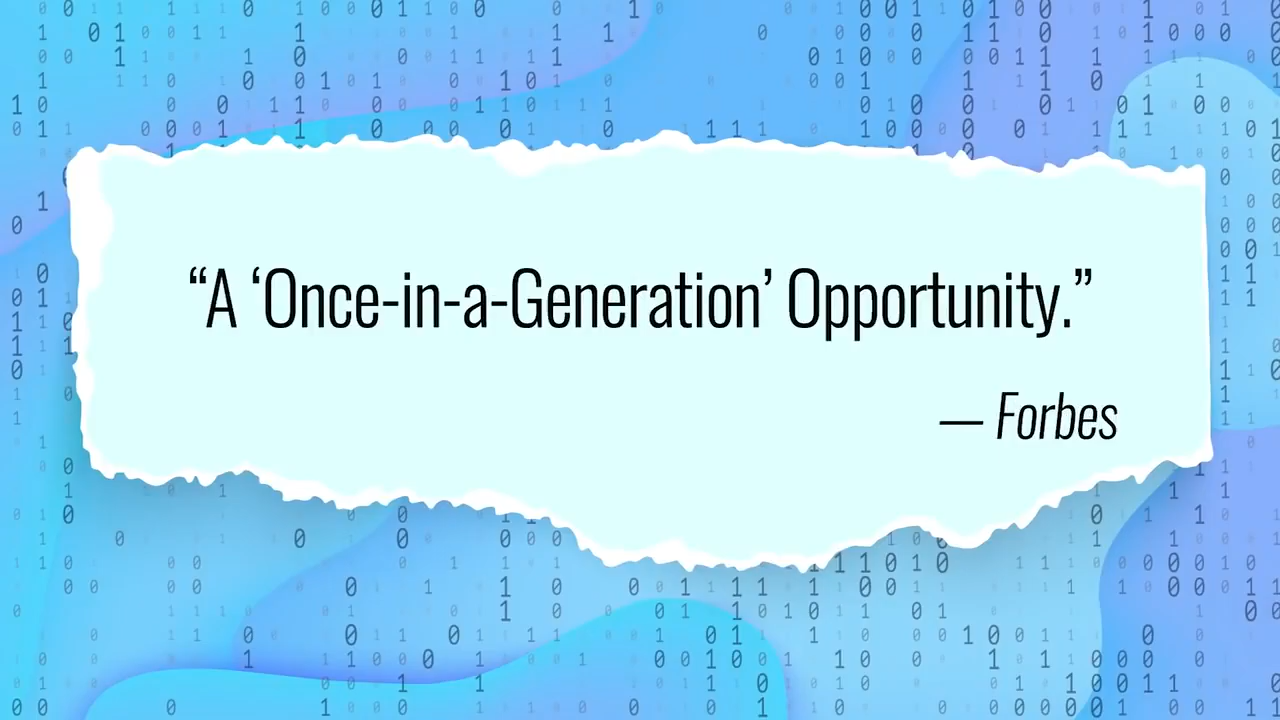 “A ‘Once-in-a-Generation’ Opportunity.”
— Forbes